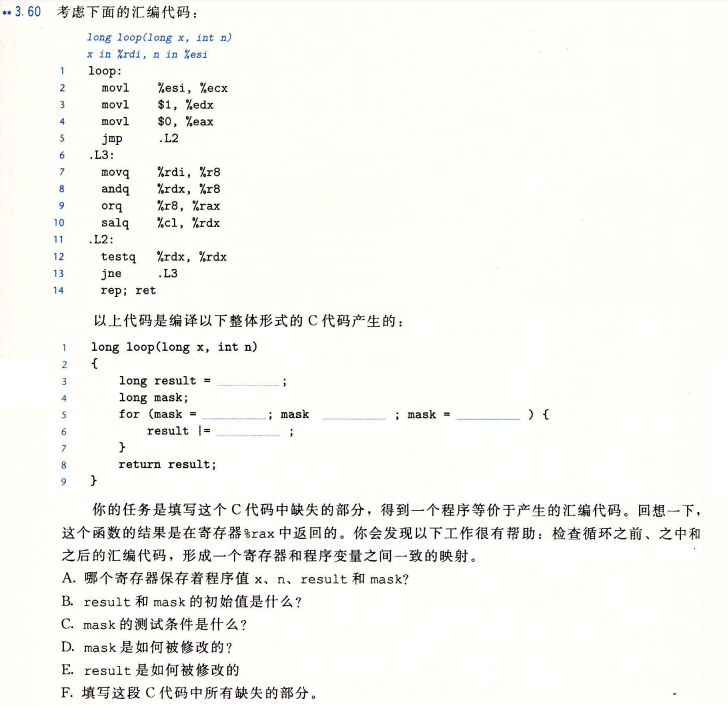 ** 3.60 考虑下面的汇编代码：
long loop(long x, int n)
x in %rdi, n in %esi
1 loop:
2 movl %esi, %ecx
3 movl $1, %edx
4 movl $0, %eax
5 jmp .L2
6 .L3:
7 movq %rdi, %r8
8 andq %rdx, %r8
9 orq %r8, %rax
10 salq %cl, %rdx
11 .L2:
12 testq %rdx, %rdx
13 jne .L3
14 rep; ret
以上代码是编译以下整体形式的 C 代码产生的：
1 long loop(long x, int n)
2 {
3 long result = ________ ;
4 long mask;
5 for (mask = ________; mask ________ ; mask = ________ ) {
6 result |= ________ ;
7 }
8 return result;
9 }
你的任务是填写这个 C 代码中缺失的部分，得到一个程序等价于产生的汇编代码。回想一下，
这个函数的结果是在寄存器%rax 中返回的。你会发现以下工作很有帮助：检查循环之前、之中和
之后的汇编代码，形成一个寄存器和程序变量之间一致的映射。
A. 哪个寄存器保存着程序值 x、n、result 和 mask?
B. result 和 mask 的初始值是什么?
C. mask 的测试条件是什么?
D. mask 是如何被修改的?
E. result 是如何被修改的
F. 填写这段 C 代码中所有缺失的部分。